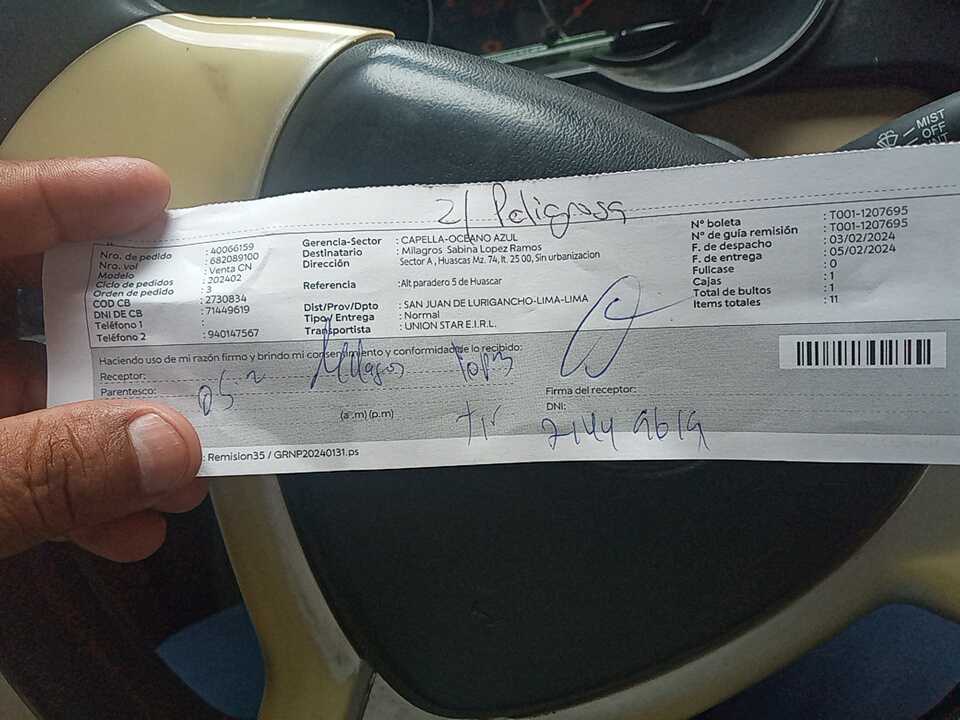 MIST
OFF
Peligrosa
Nro. de pedido : 40066159
Nro. vol : 682089100
Modelo : Venta CN
Ciclo de pedidos : 202402
Orden de pedido : 3
COD CB : 2730834
DNI DE CB : 71449619
Teléfono 1 :
Teléfono 2 : 940147567
Gerencia-Sector : CAPELLA-OCEANO AZUL
Destinatario : Milagros Sabina Lopez Ramos
Dirección : Sector A , Huascas Mz. 74, lt. 25 00, Sin urbanizacion
Referencia : Alt paradero 5 de Huascar
Dist/Prov/Dpto : SAN JUAN DE LURIGANCHO-LIMA-LIMA
Tipo Entrega : Normal
Transportista : UNION STAR E.I.R.L.
N° boleta : T001-1207695
N° de guía remisión : T001-1207695
F. de despacho : 03/02/2024
F. de entrega : 05/02/2024
Fullcase : 0
Cajas : 1
Total de bultos : 1
Items totales : 11
Haciendo uso de mi razón firmo y brindo mi consentimiento y conformidad de lo recibido:
Receptor: Milagros
Parentesco:
(a .m) (p.m)
Firma del receptor:
DNI: 71449619
: Remision35 / GRNP20240131.ps